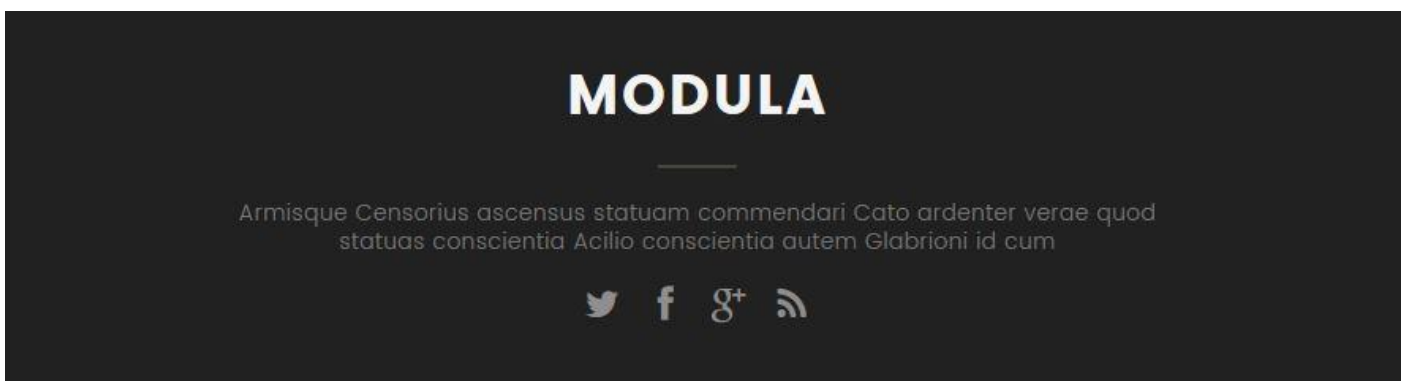 MODULA
Armisque Censorius ascensus statuam commendari Cato ardenter verae quod
statuas conscientia Acilio conscientia autem Glabrioni id cum